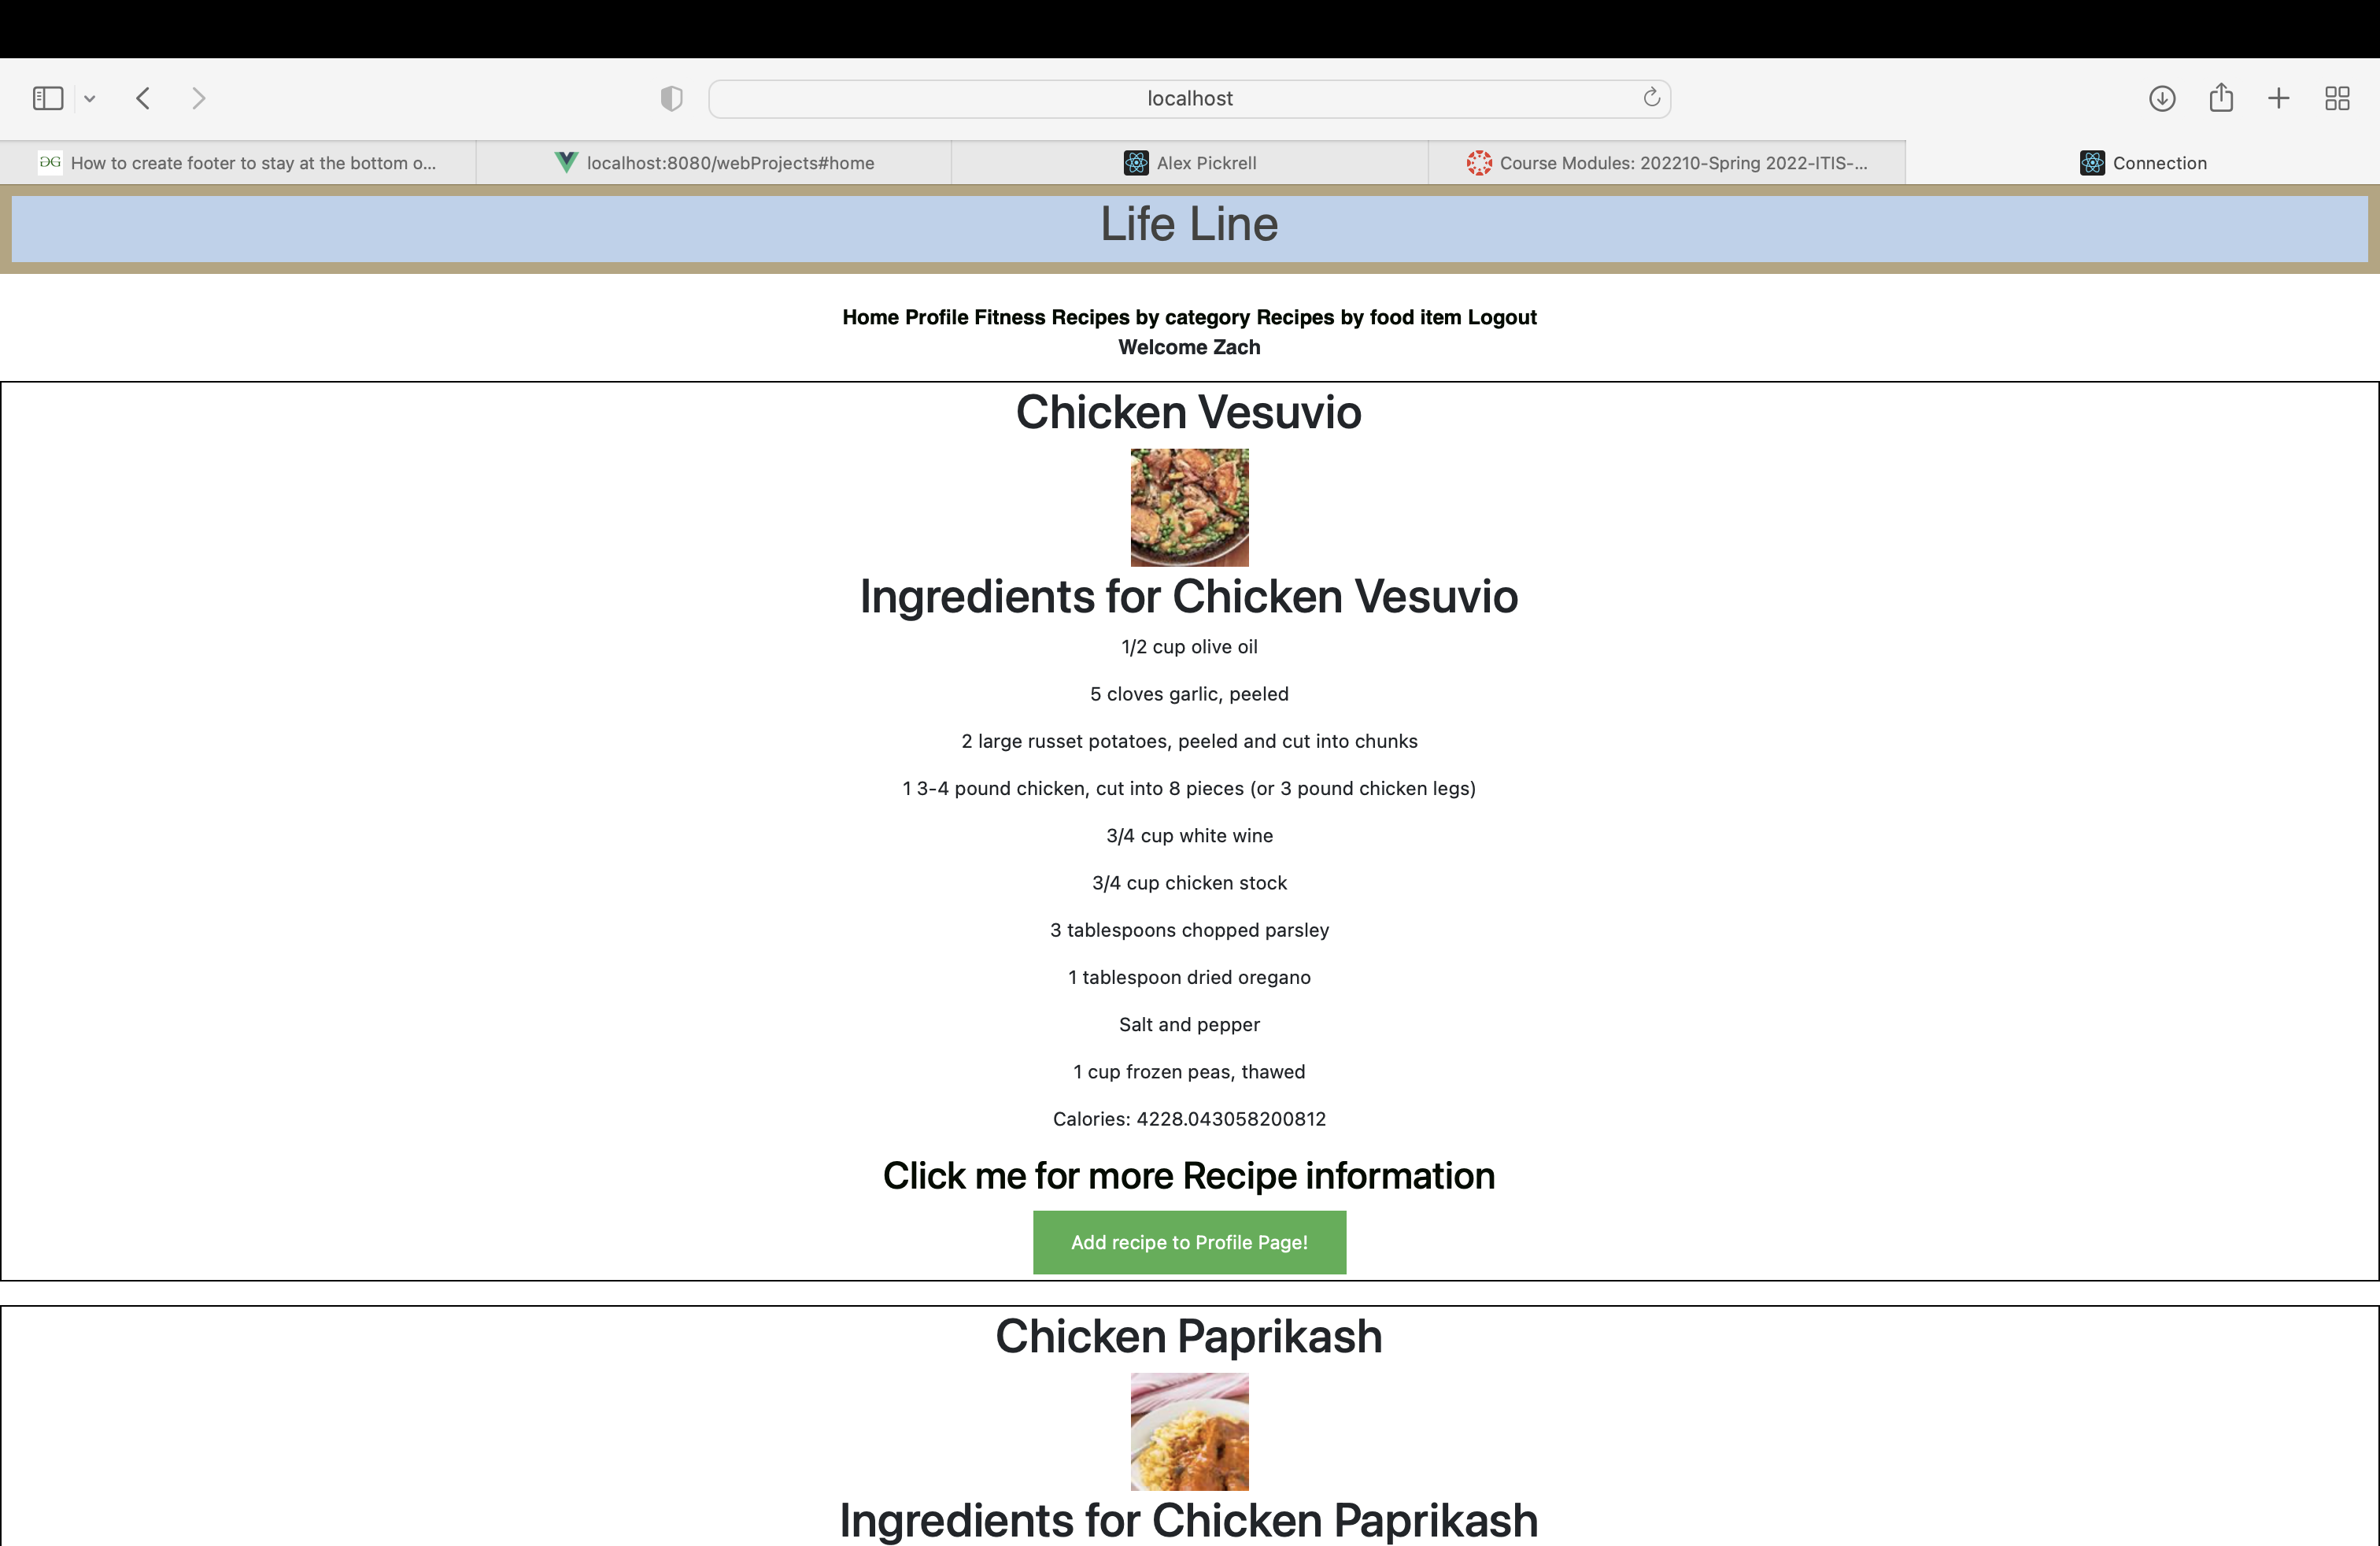 localhost
How to create footer to stay at the bottom o...
localhost:8080/webProjects#home
Alex Pickrell
Course Modules: 202210-Spring 2022-ITIS-...
Connection
Life Line
Home Profile Fitness Recipes by category Recipes by food item Logout
Welcome Zach
Chicken Vesuvio
Ingredients for Chicken Vesuvio
1/2 cup olive oil
5 cloves garlic, peeled
2 large russet potatoes, peeled and cut into chunks
1 3-4 pound chicken, cut into 8 pieces (or 3 pound chicken legs)
3/4 cup white wine
3/4 cup chicken stock
3 tablespoons chopped parsley
1 tablespoon dried oregano
Salt and pepper
1 cup frozen peas, thawed
Calories: 4228.043058200812
Click me for more Recipe information
Add recipe to Profile Page!
Chicken Paprikash
Ingredients for Chicken Paprikash